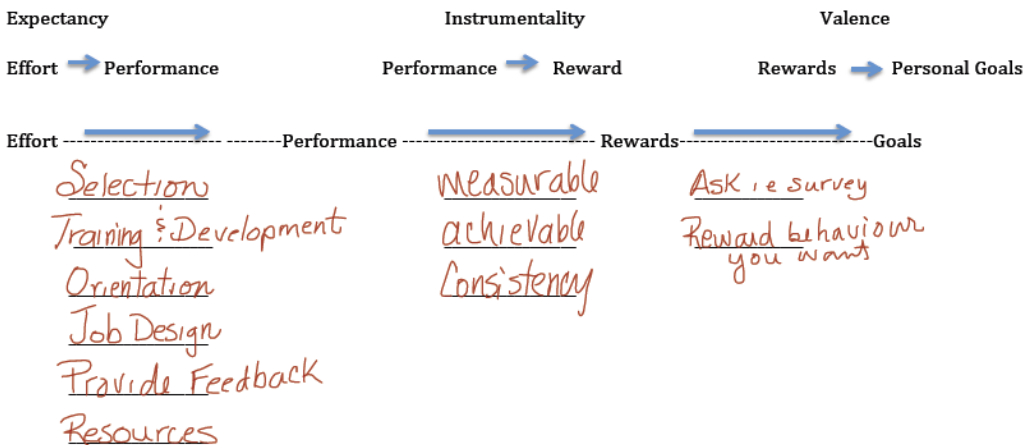 Expectancy Instrumentality Valence
Effort Performance Performance Reward Rewards Personal Goals
Effort ---------------------- -------Performance --------------------------- Rewards---------------------------Goals
Selection measurable Ask ie survey
Training & Development achievable Reward behaviour
you want
Orientation Consistency
Job Design
Provide Feedback
Resources